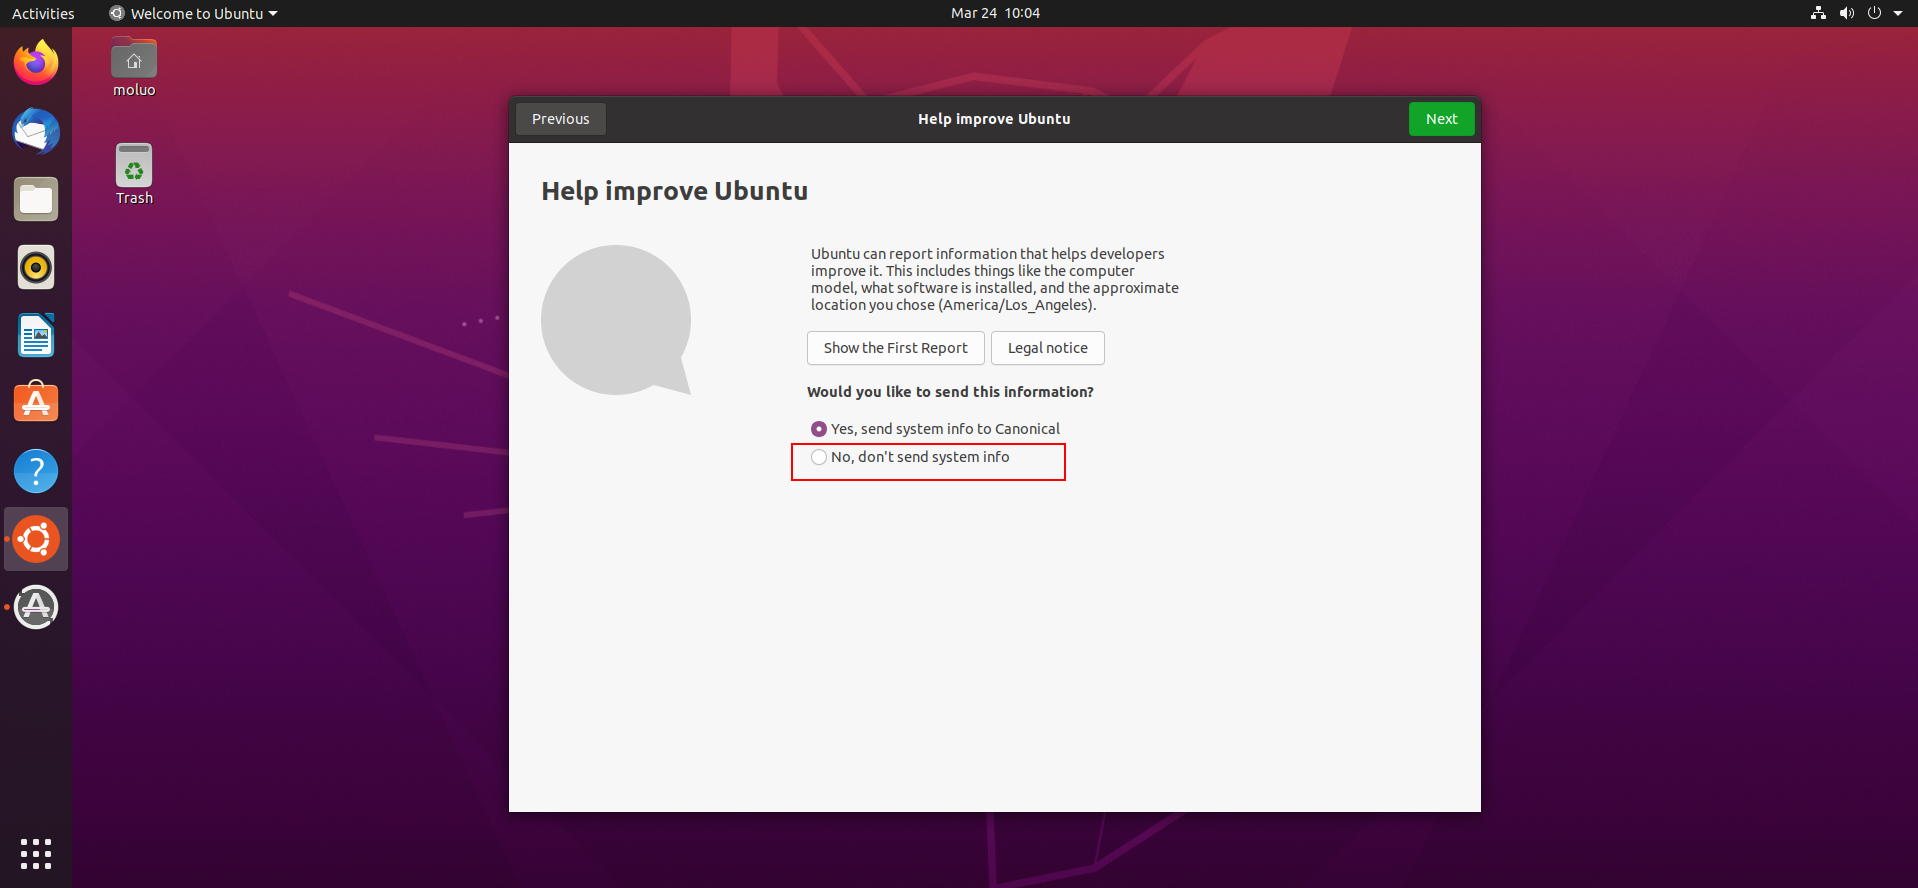 Activities
Welcome to Ubuntu
Mar 24 10:04
moluo
Trash
Previous
Help improve Ubuntu
Next
Help improve Ubuntu
Ubuntu can report information that helps developers
improve it. This includes things like the computer
model, what software is installed, and the approximate
location you chose (America/Los_Angeles).
Show the First Report
Legal notice
Would you like to send this information?
Yes, send system info to Canonical
No, don't send system info